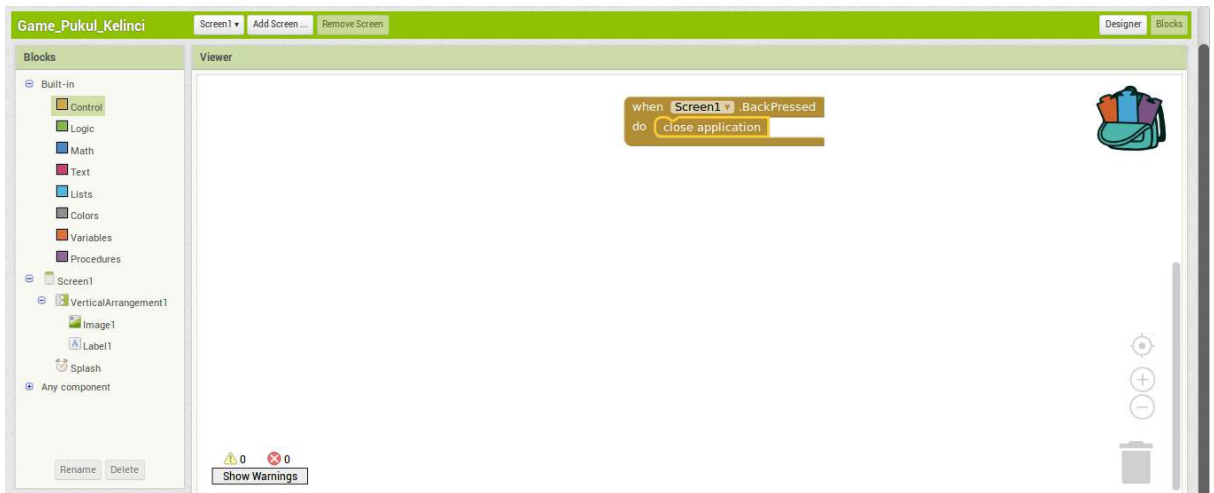 Game_Pukul_Kelinci
Screen1 Add Screen ... Remove Screen
Designer Blocks
Blocks
Viewer
Built-in
Control
Logic
Math
Text
Lists
Colors
Variables
Procedures
Screen1
VerticalArrangement1
Image1
A Label1
Splash
Any component
Rename Delete
when Screen1 .BackPressed
do close application
0 0
Show Warnings